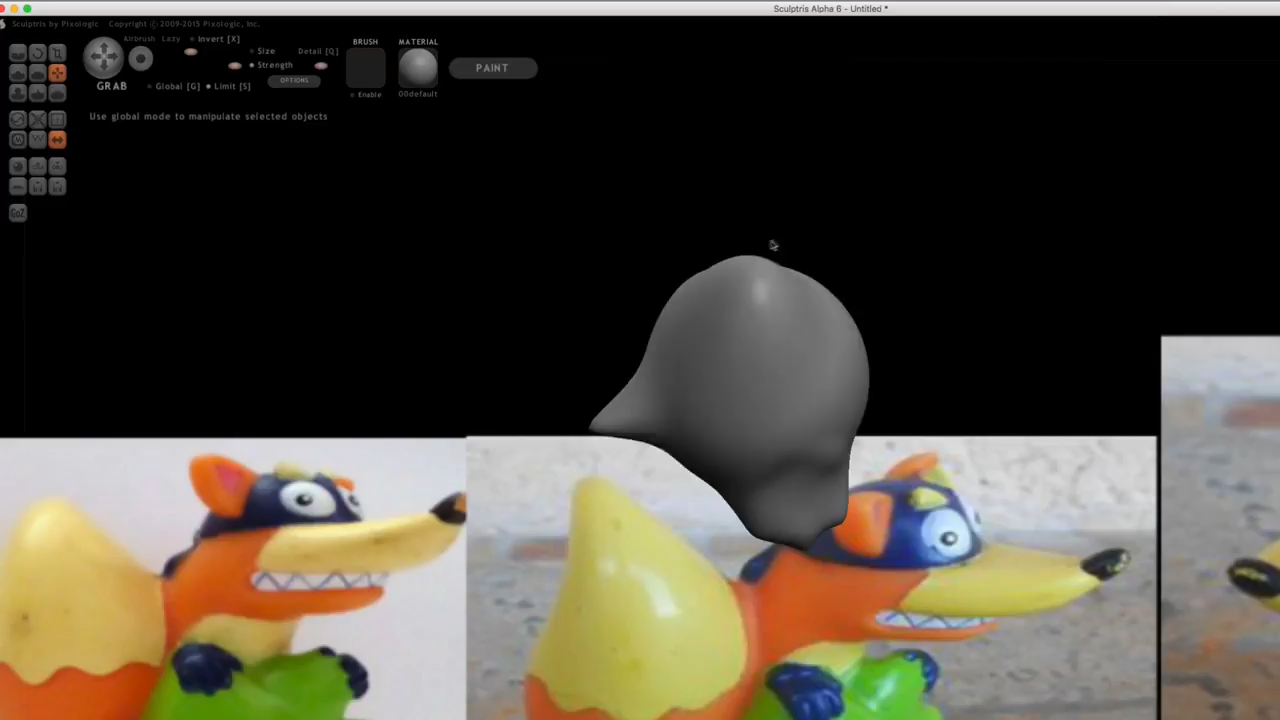 Sculptris Alpha 6 - Untitled *
Sculptris by Pixologic Copyright © 2009-2015 Pixologic, Inc.
Airbrush Lazy Invert [X]
Size Detail [Q]
Strength
GRAB Global [G] Limit [S] OPTIONS
BRUSH
Enable
MATERIAL
00default
PAINT
Use global mode to manipulate selected objects
GoZ